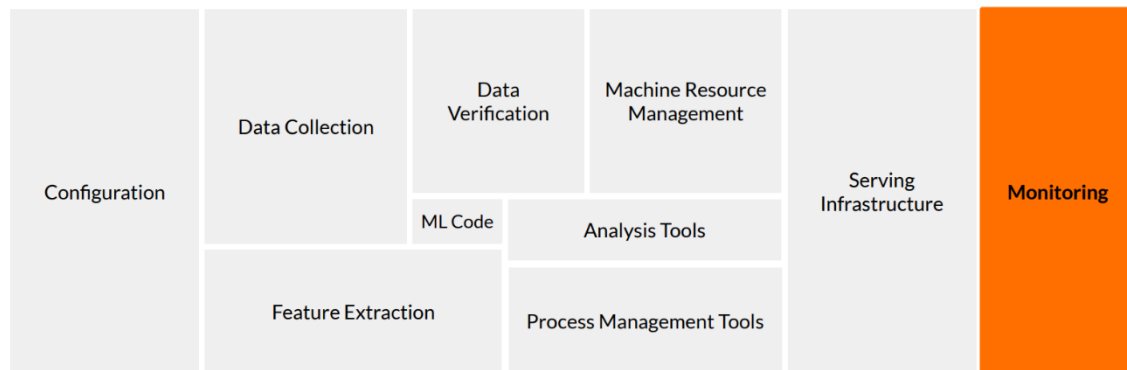 Configuration
Data Collection
Data
Verification
Machine Resource
Management
ML Code
Analysis Tools
Feature Extraction
Process Management Tools
Serving
Infrastructure
Monitoring